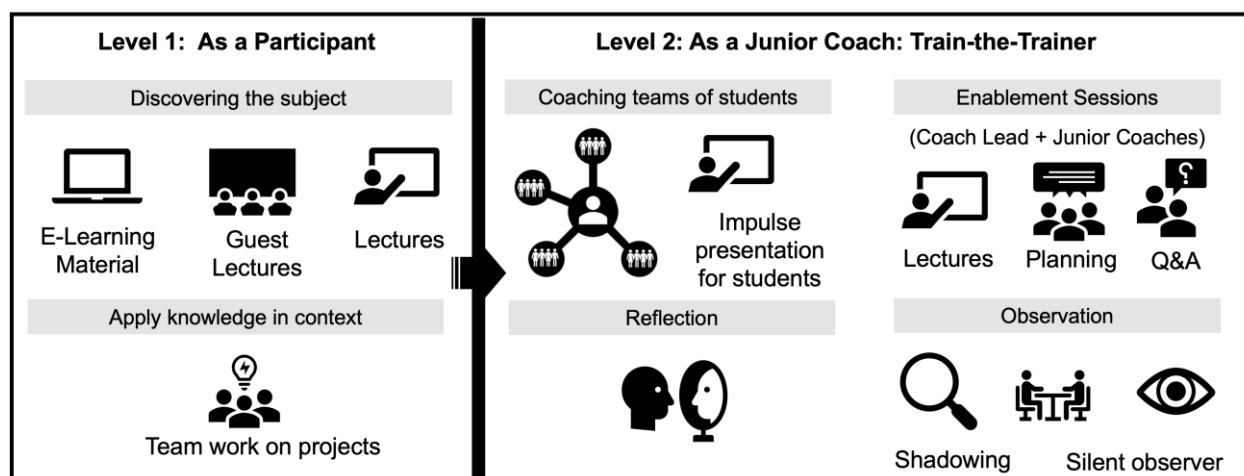 Level 1:  As a Participant
Discovering the subject
E-Learning
Material
Guest
Lectures
Lectures
Apply knowledge in context
Team work on projects
Level 2: As a Junior Coach: Train-the-Trainer
Coaching teams of students
Impulse
presentation
for students
Enablement Sessions
(Coach Lead + Junior Coaches)
Lectures
Planning
?
Q&A
Reflection
Observation
Shadowing
Silent observer